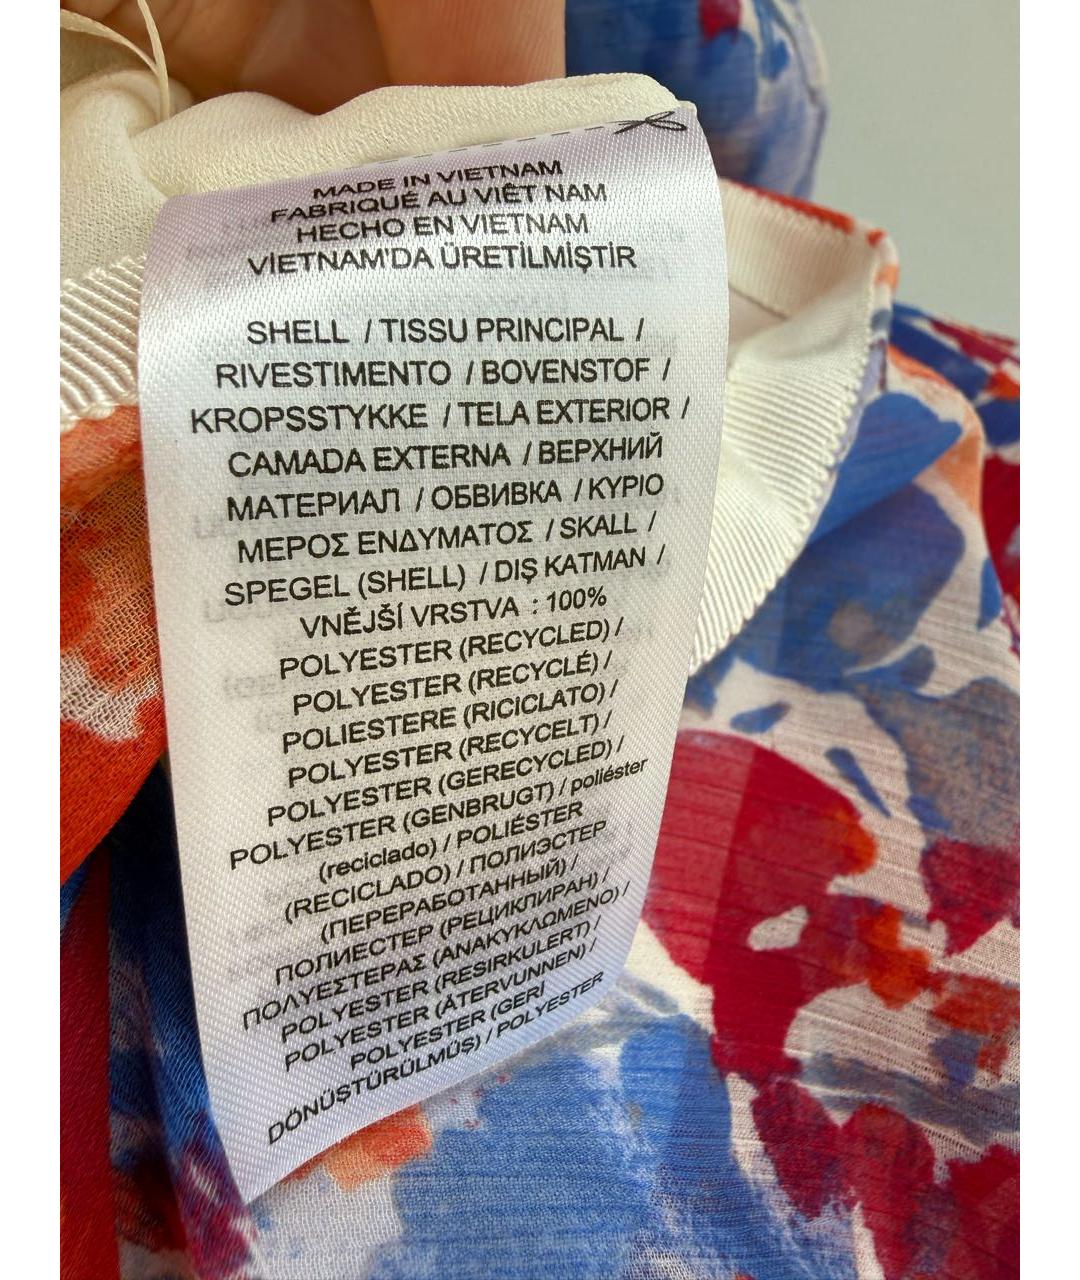 MADE IN VIETNAM
FABRIQUÉ AU VIÊT NAM
HECHO EN VIETNAM
VİETNAM'DA ÜRETİLMİŞTİR
SHELL / TISSU PRINCIPAL /
RIVESTIMENTO / BOVENSTOF /
KROPSSTYKKE / TELA EXTERIOR /
CAMADA EXTERNA / ВЕРХНИЙ
МАТЕРИАЛ / ОБВИВКА / ΚΥΡΙΟ
ΜΕΡΟΣ ΕΝΔΥΜΑΤΟΣ / SKALL /
SPEGEL (SHELL) / DIŞ KATMAN /
VNĚJŠÍ VRSTVA : 100%
POLYESTER (RECYCLED) /
POLYESTER (RECYCLÉ) /
POLIESTERE (RICICLATO) /
POLYESTER (RECYCELT) /
POLYESTER (GERECYCLED) /
POLYESTER (GENBRUGT) / poliéster
(reciclado) / POLIÉSTER
(RECICLADO) / ПОЛИЭСТЕР
(ПЕРЕРАБОТАННЫЙ) /
ПОЛИЕСТЕР (РЕЦИКЛИРАН) /
ΠΟΛΥΕΣΤΕΡΑΣ (ΑΝΑΚΥΚΛΩΜΕΝΟ) /
POLYESTER (RESIRKULERT) /
POLYESTER (ÅTERVUNNEN) /
POLYESTER (GERİ
DÖNÜŞTÜRÜLMÜŞ) / POLYESTER